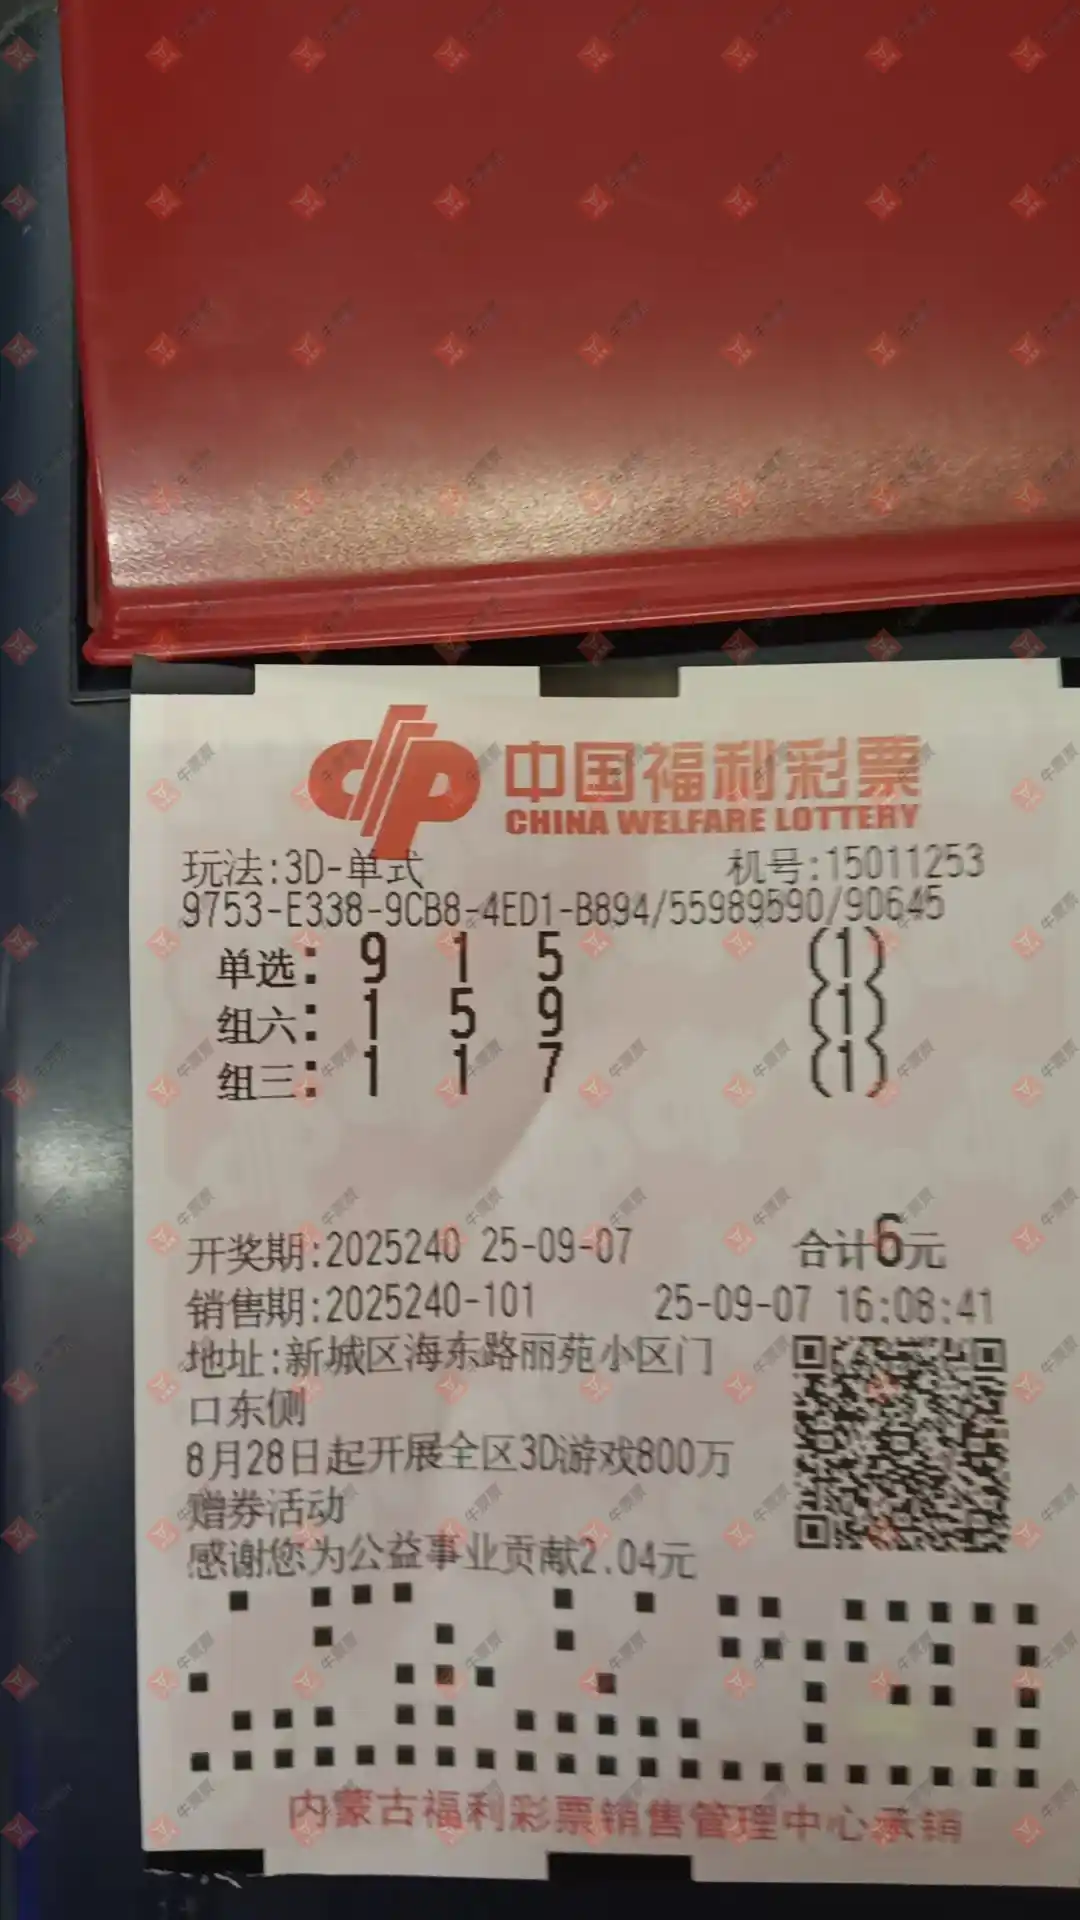 中国福利彩票
CHINA WELFARE LOTTERY
玩法:3D-单式 机号:15011253
9753-E338-9CB8-4ED1-B894/55989590/90645
单选: 9 1 5 (1)
组六: 1 5 9 (1)
组三: 1 1 7 (1)
开奖期:2025240 25-09-07 合计6元
销售期:2025240-101 25-09-07 16:08:41
地址:新城区海东路丽苑小区门
口东侧
8月28日起开展全区3D游戏800万
赠券活动
感谢您为公益事业贡献2.04元
内蒙古福利彩票销售管理中心承销